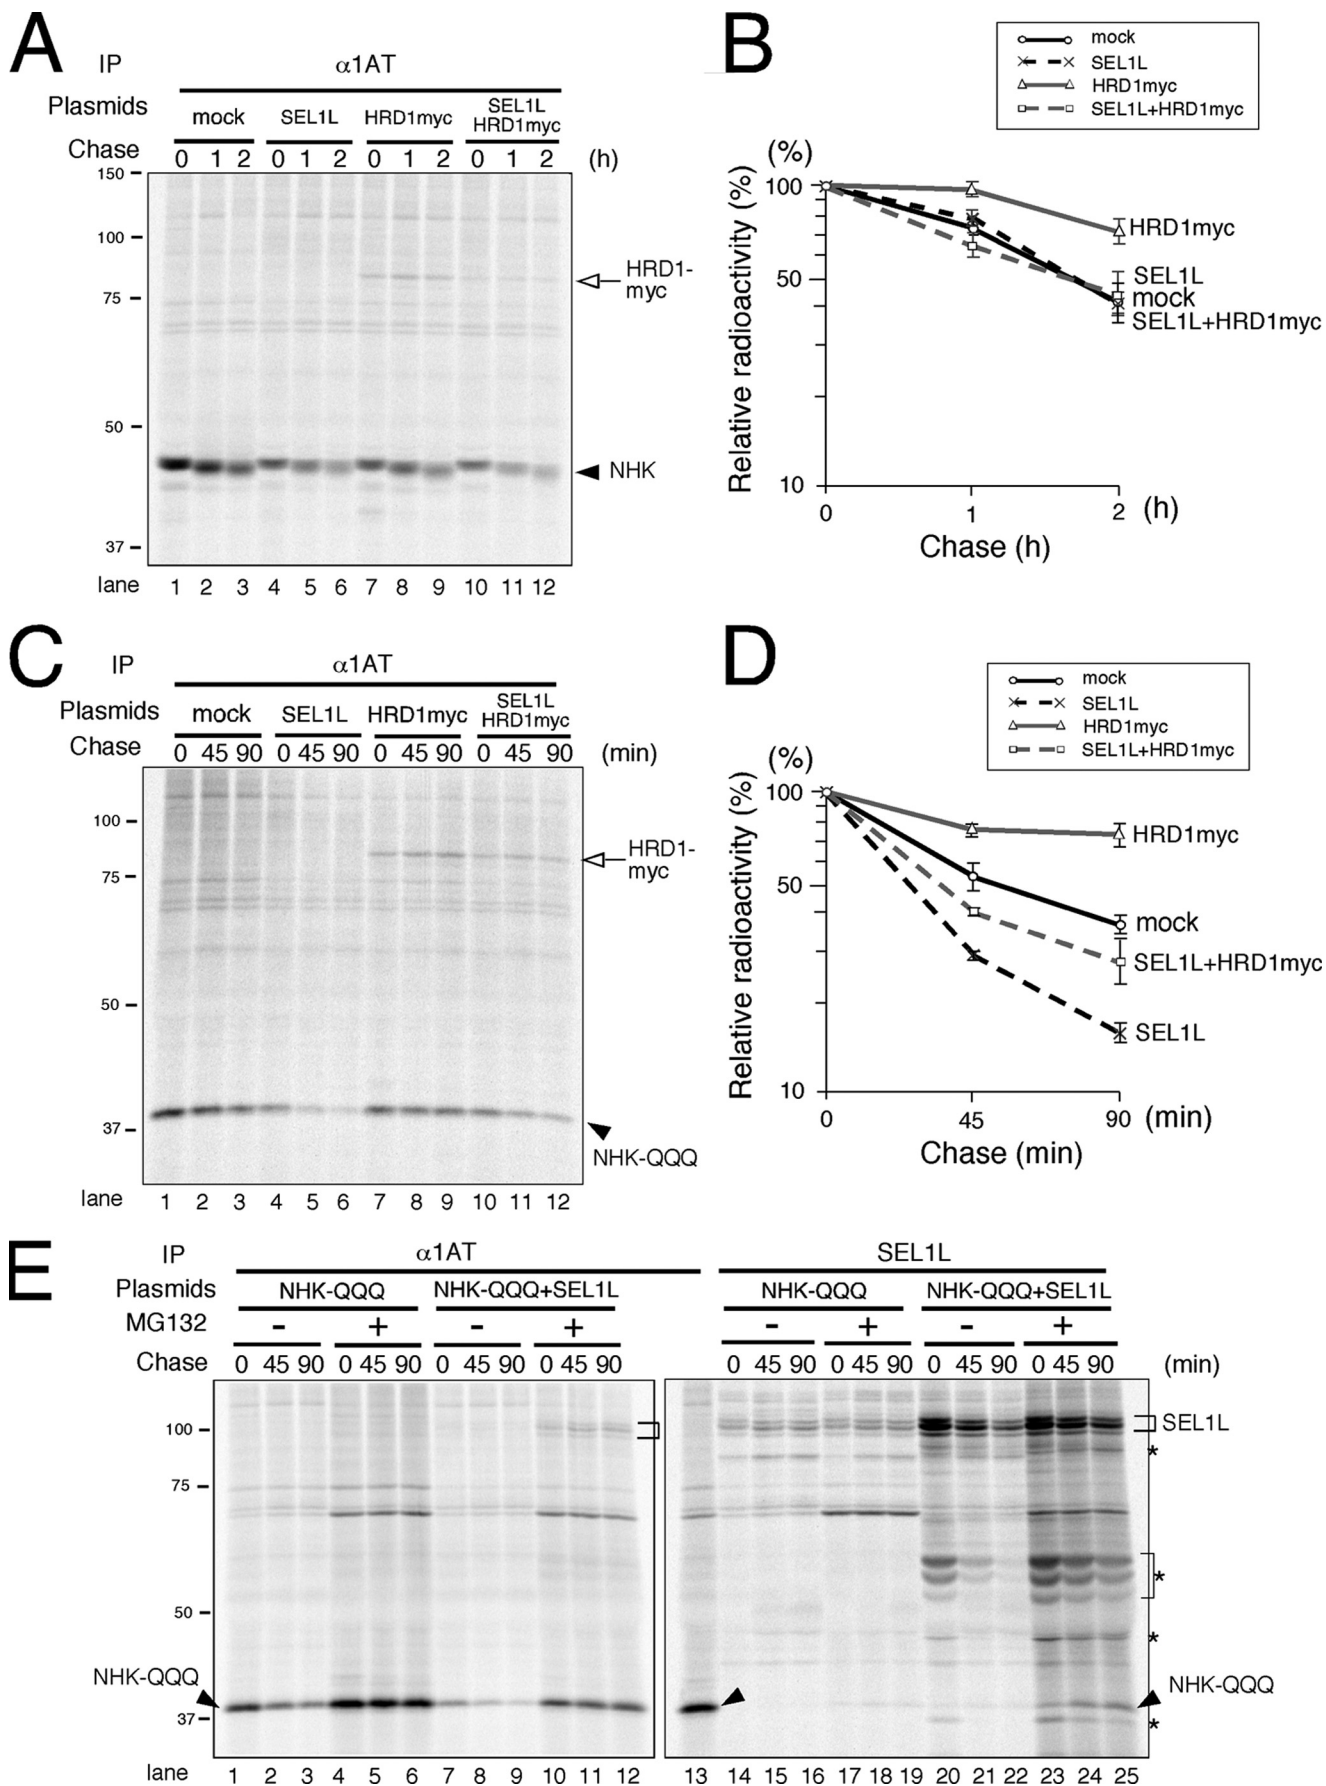 A
IP α1AT
Plasmids mock SEL1L HRD1myc SEL1L HRD1myc
Chase 0 1 2 0 1 2 0 1 2 0 1 2 (h)
150
100
75
50
37
HRD1-
myc
NHK
lane 1 2 3 4 5 6 7 8 9 10 11 12
B
mock
SEL1L
HRD1myc
SEL1L+HRD1myc
(%)
Relative radioactivity (%)
100
50
10
HRD1myc
SEL1L
mock
SEL1L+HRD1myc
0 1 2 (h)
Chase (h)
C
IP α1AT
Plasmids mock SEL1L HRD1myc SEL1L HRD1myc
Chase 0 45 90 0 45 90 0 45 90 0 45 90 (min)
100
75
50
37
HRD1-
myc
NHK-QQQ
lane 1 2 3 4 5 6 7 8 9 10 11 12
D
mock
SEL1L
HRD1myc
SEL1L+HRD1myc
(%)
Relative radioactivity (%)
100
50
10
HRD1myc
mock
SEL1L+HRD1myc
SEL1L
0 45 90 (min)
Chase (min)
E
IP α1AT SEL1L
Plasmids NHK-QQQ NHK-QQQ+SEL1L NHK-QQQ NHK-QQQ+SEL1L
MG132 - + - + - + - +
Chase 0 45 90 0 45 90 0 45 90 0 45 90 0 45 90 0 45 90 0 45 90 0 45 90 (min)
100
75
50
37
SEL1L
*
*
*
*
NHK-QQQ
NHK-QQQ
lane 1 2 3 4 5 6 7 8 9 10 11 12 13 14 15 16 17 18 19 20 21 22 23 24 25